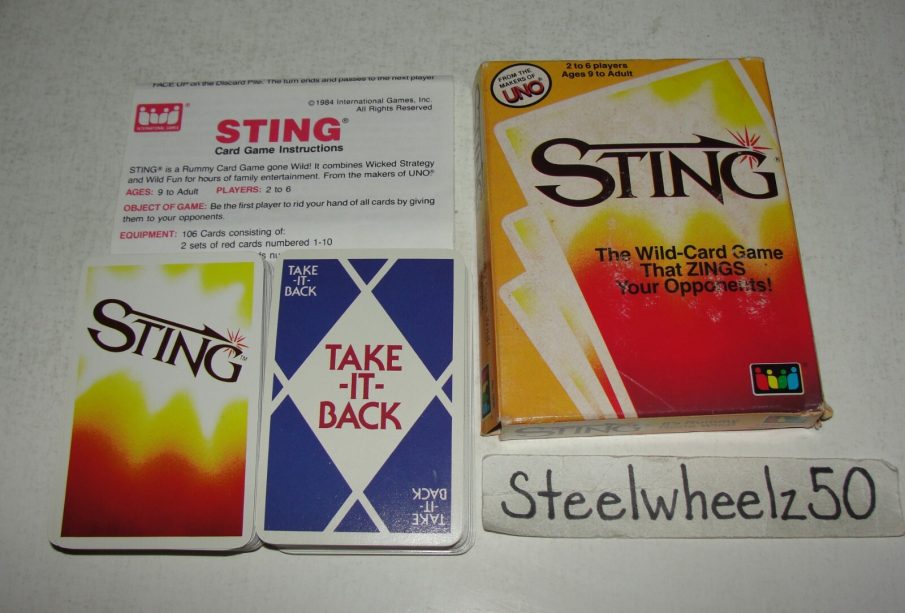 FACE UP on the Discard Pile. The turn ends and passes to the next player
© 1984 International Games, Inc.
All Rights Reserved
INTERNATIONAL GAMES
®
STING®
Card Game Instructions
STING® is a Rummy Card Game gone Wild! It combines Wicked Strategy
and Wild Fun for hours of family entertainment. From the makers of UNO®
AGES: 9 to Adult PLAYERS: 2 to 6
OBJECT OF GAME: Be the first player to rid your hand of all cards by giving
them to your opponents.
EQUIPMENT: 106 Cards consisting of:
2 sets of red cards numbered 1-10
STING™
TAKE
-IT-
BACK
TAKE
-IT-
BACK
TAKE
-IT-
BACK
FROM THE
MAKERS OF
UNO®
2 to 6 players
Ages 9 to Adult
STING®
The Wild-Card Game
That ZINGS
Your Opponents!
STING
Steelwheelz50